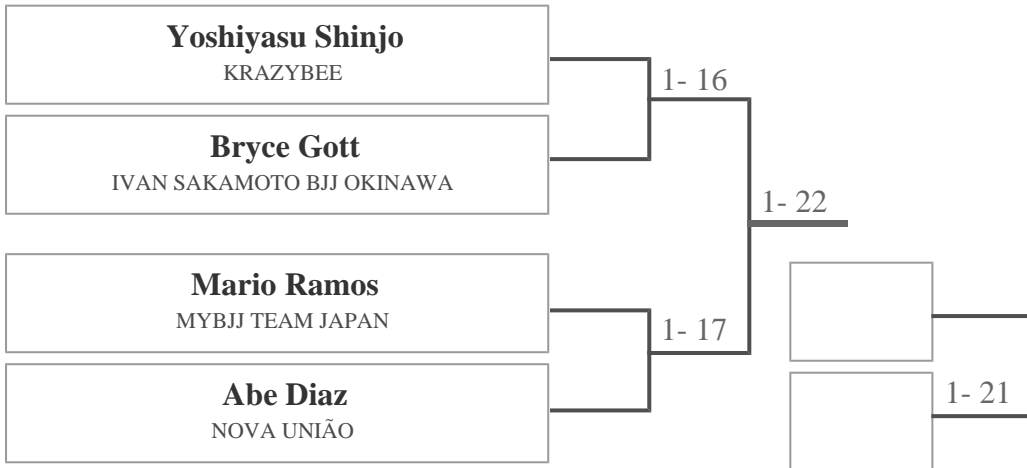 Yoshiyasu Shinjo
KRAZYBEE
1- 16
Bryce Gott
IVAN SAKAMOTO BJJ OKINAWA
1- 22
Mario Ramos
MYBJJ TEAM JAPAN
1- 17
Abe Diaz
NOVA UNIÃO
1- 21